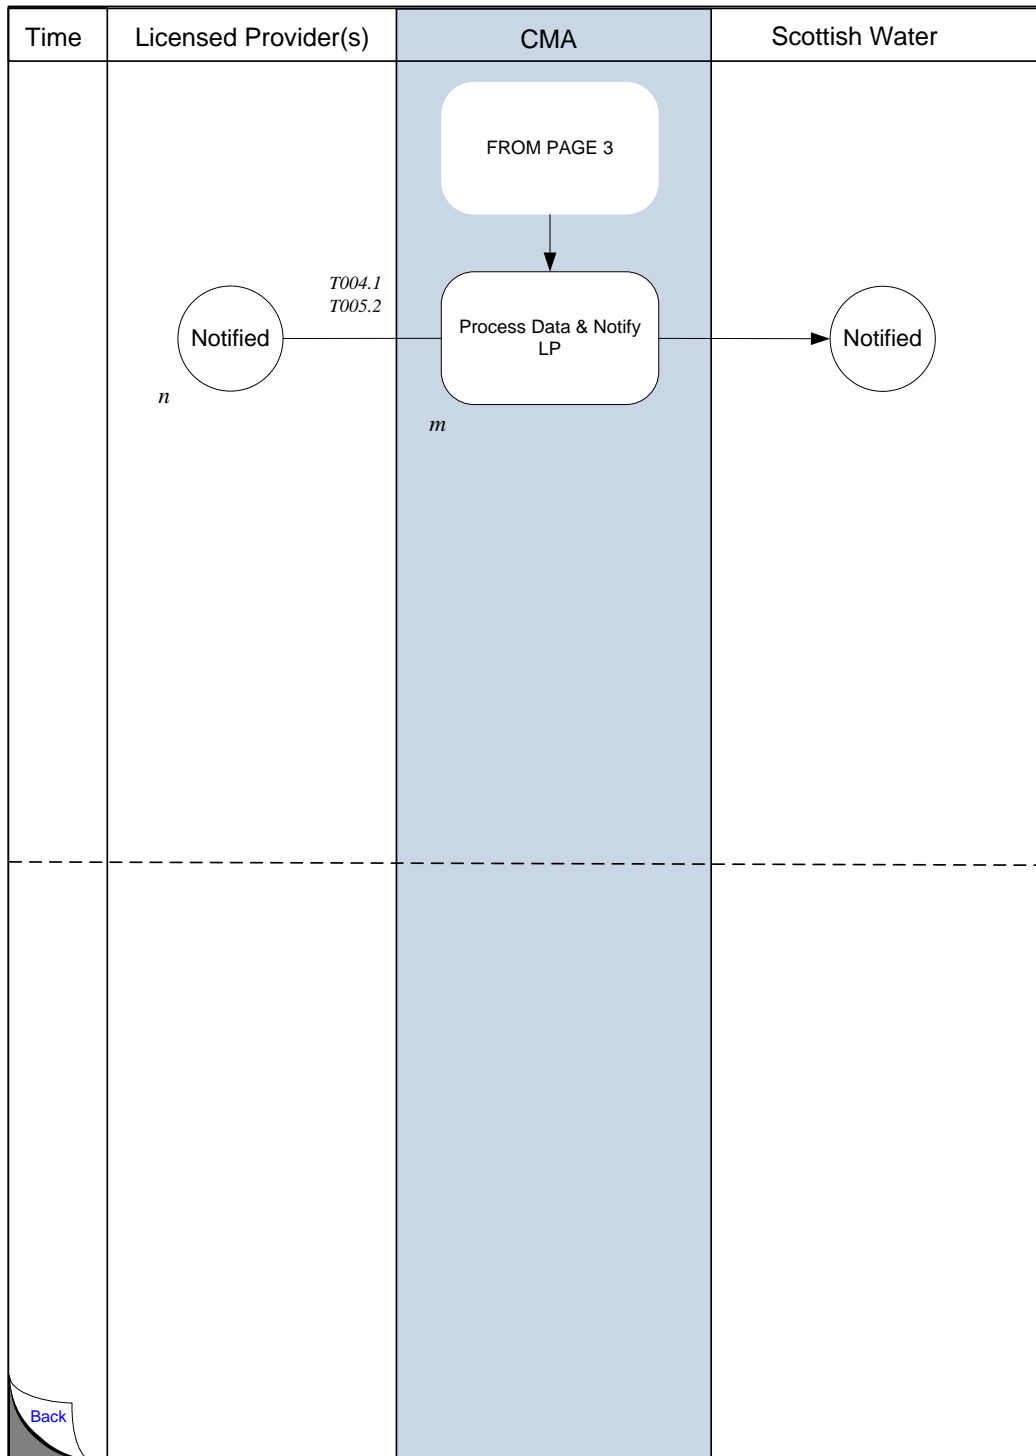 Time
Licensed Provider(s)
CMA
Scottish Water
FROM PAGE 3
T004.1
T005.2
Notified
Process Data & Notify
LP
Notified
n
m
Back